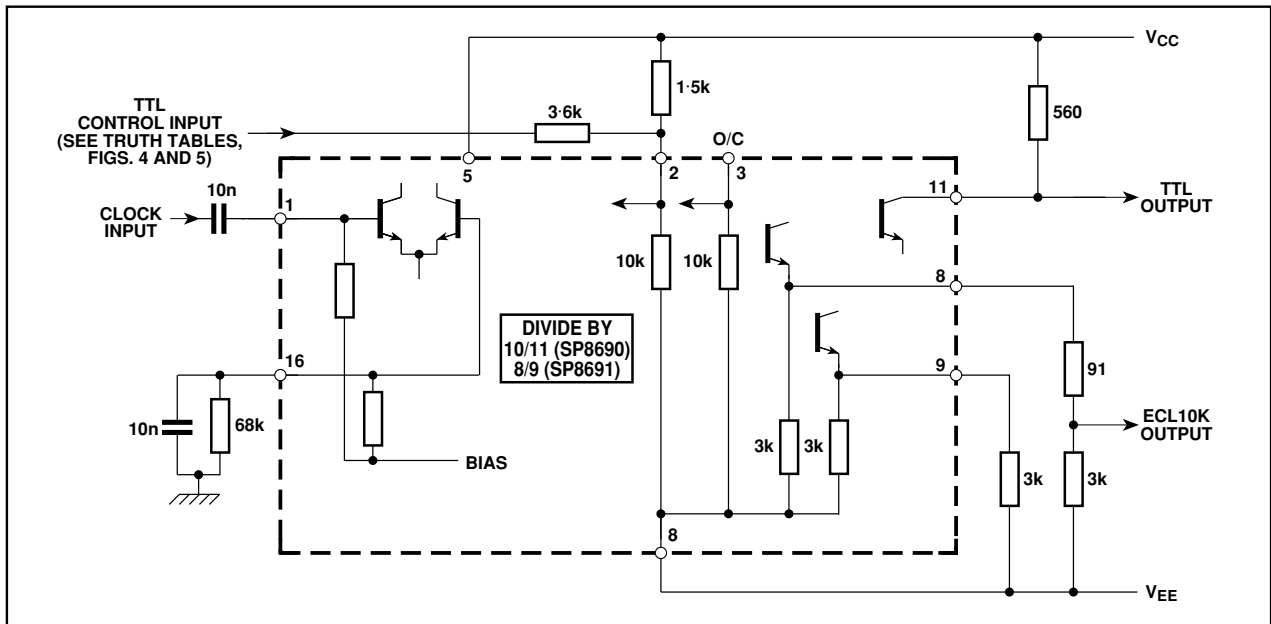 VCC
1·5k
560
TTL
CONTROL INPUT
(SEE TRUTH TABLES,
FIGS. 4 AND 5)
3·6k
O/C
5
2
3
10n
CLOCK
INPUT
1
11
TTL
OUTPUT
10k
10k
8
DIVIDE BY
10/11 (SP8690)
8/9 (SP8691)
16
9
91
10n
68k
ECL10K
OUTPUT
3k
3k
BIAS
3k
3k
8
VEE